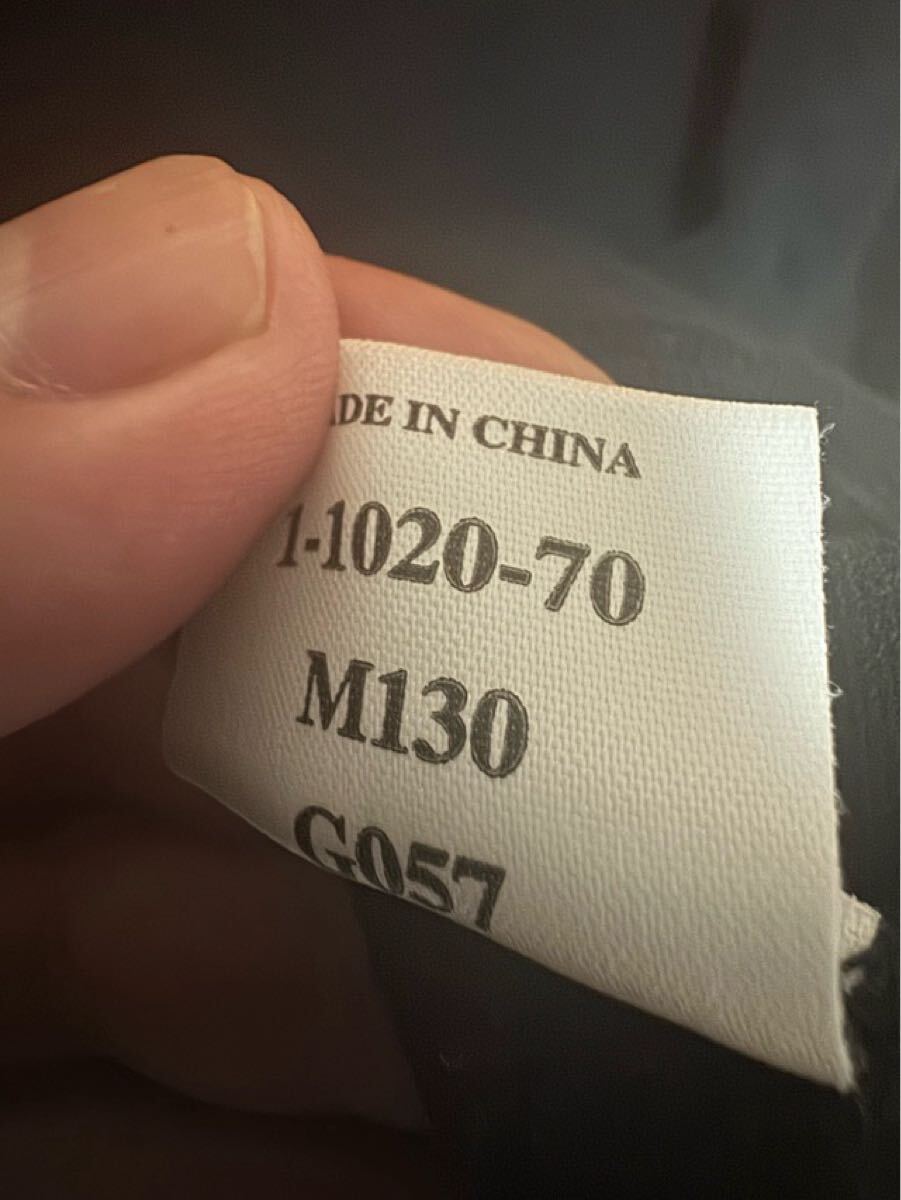 ADE IN CHINA
1-1020-70
M130
G057